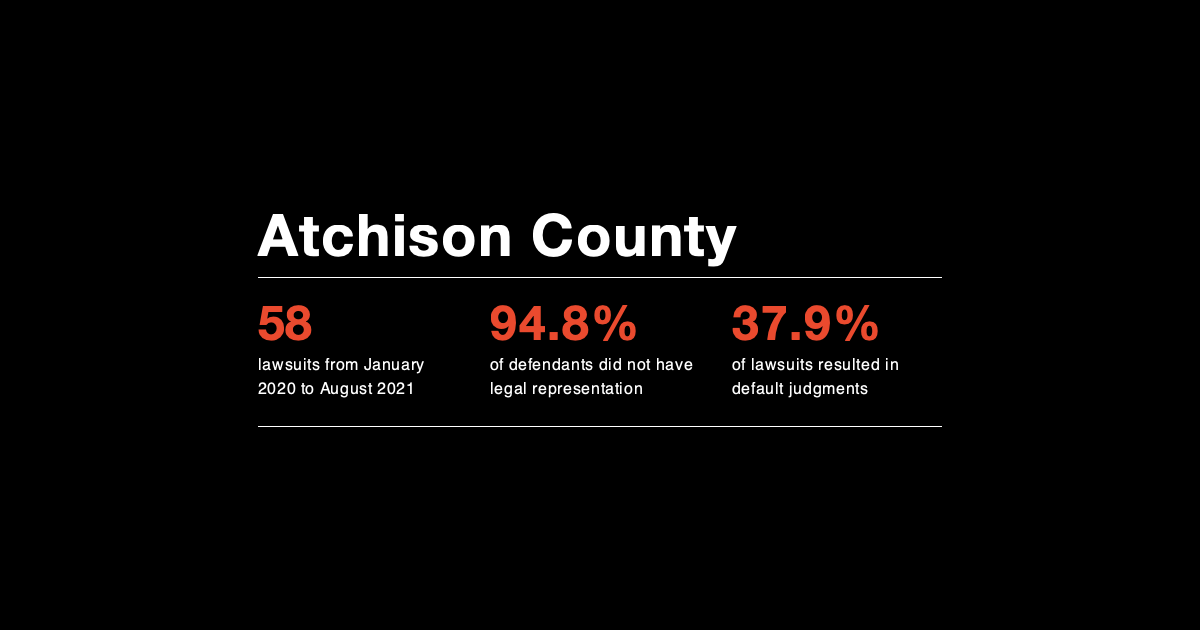 Atchison County
58
lawsuits from January
2020 to August 2021
94.8%
of defendants did not have
legal representation
37.9%
of lawsuits resulted in
default judgments